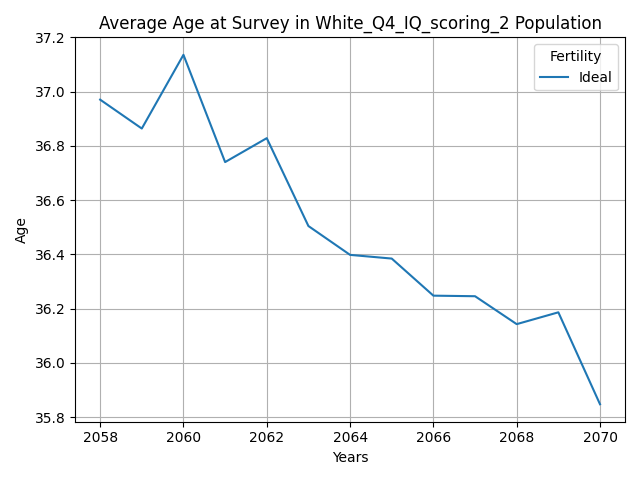 Average Age at Survey in White_Q4_IQ_scoring_2 Population
37.2
37.0
36.8
36.6
36.4
36.2
36.0
35.8
Age
Fertility
Ideal
2058 2060 2062 2064 2066 2068 2070
Years